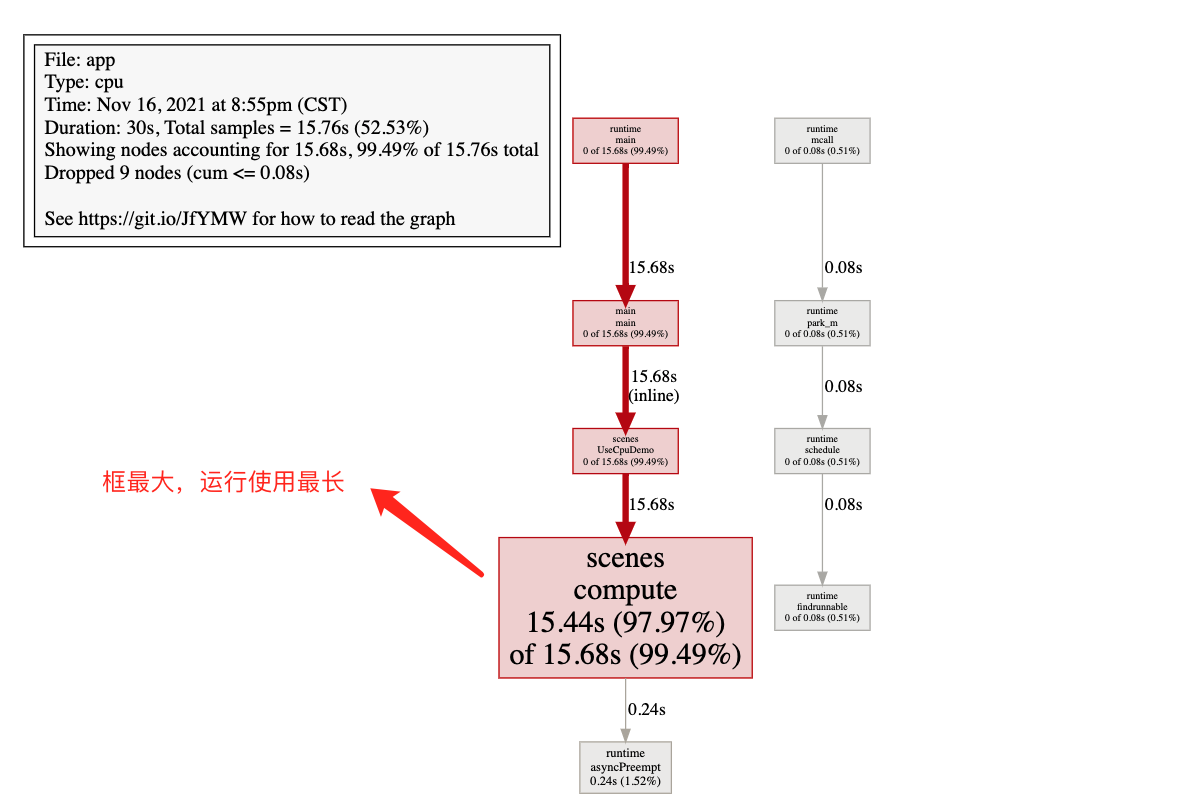 File: app
Type: cpu
Time: Nov 16, 2021 at 8:55pm (CST)
Duration: 30s, Total samples = 15.76s (52.53%)
Showing nodes accounting for 15.68s, 99.49% of 15.76s total
Dropped 9 nodes (cum <= 0.08s)
See https://git.io/JfYMW for how to read the graph
runtime
main
0 of 15.68s (99.49%)
15.68s
main
main
0 of 15.68s (99.49%)
15.68s
(inline)
scenes
UseCpuDemo
0 of 15.68s (99.49%)
15.68s
框最大，运行使用最长
scenes
compute
15.44s (97.97%)
of 15.68s (99.49%)
0.24s
runtime
asyncPreempt
0.24s (1.52%)
runtime
mcall
0 of 0.08s (0.51%)
0.08s
runtime
park_m
0 of 0.08s (0.51%)
0.08s
runtime
schedule
0 of 0.08s (0.51%)
0.08s
runtime
findrunnable
0 of 0.08s (0.51%)